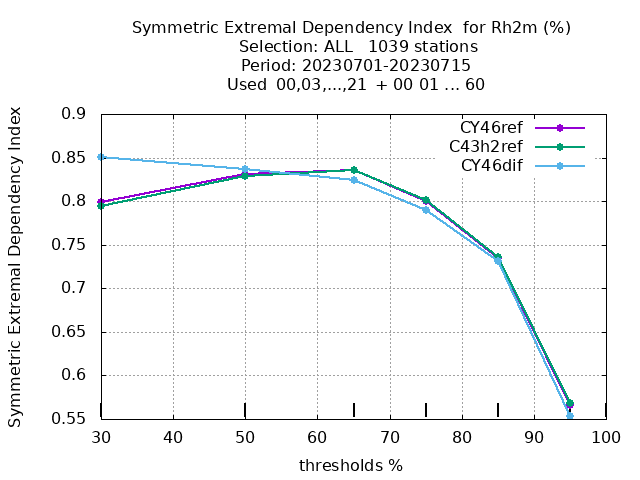 Symmetric Extremal Dependency Index  for Rh2m (%)
Selection: ALL   1039 stations
Period: 20230701-20230715
Used  00,03,...,21  + 00 01 ... 60
Symmetric Extremal Dependency Index
0.9
0.85
0.8
0.75
0.7
0.65
0.6
0.55
CY46ref
C43h2ref
CY46dif
30 40 50 60 70 80 90 100
thresholds %